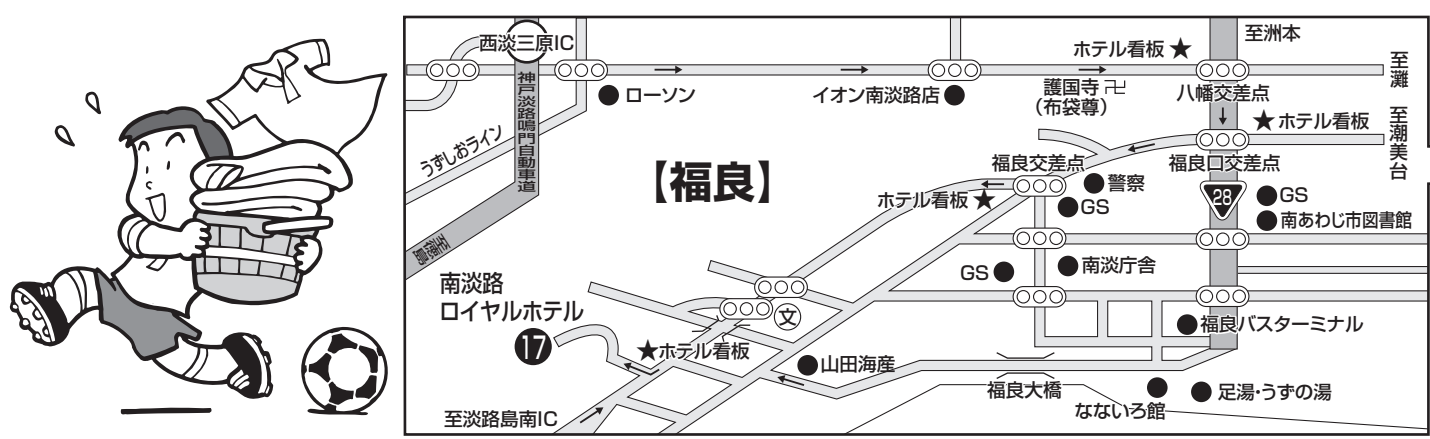 西淡三原IC
至洲本
ホテル看板
至灘
ローソン
イオン南淡路店
護国寺 卍
(布袋尊)
八幡交差点
神戸淡路鳴門自動車道
うずしおライン
至徳島
【福良】
ホテル看板
至潮美台
福良交差点
福良口交差点
ホテル看板
警察
GS
28
GS
南あわじ市図書館
GS
南淡庁舎
南淡路
ロイヤルホテル
17
文
ホテル看板
山田海産
福良バスターミナル
福良大橋
なないろ館
足湯・うずの湯
至淡路島南IC